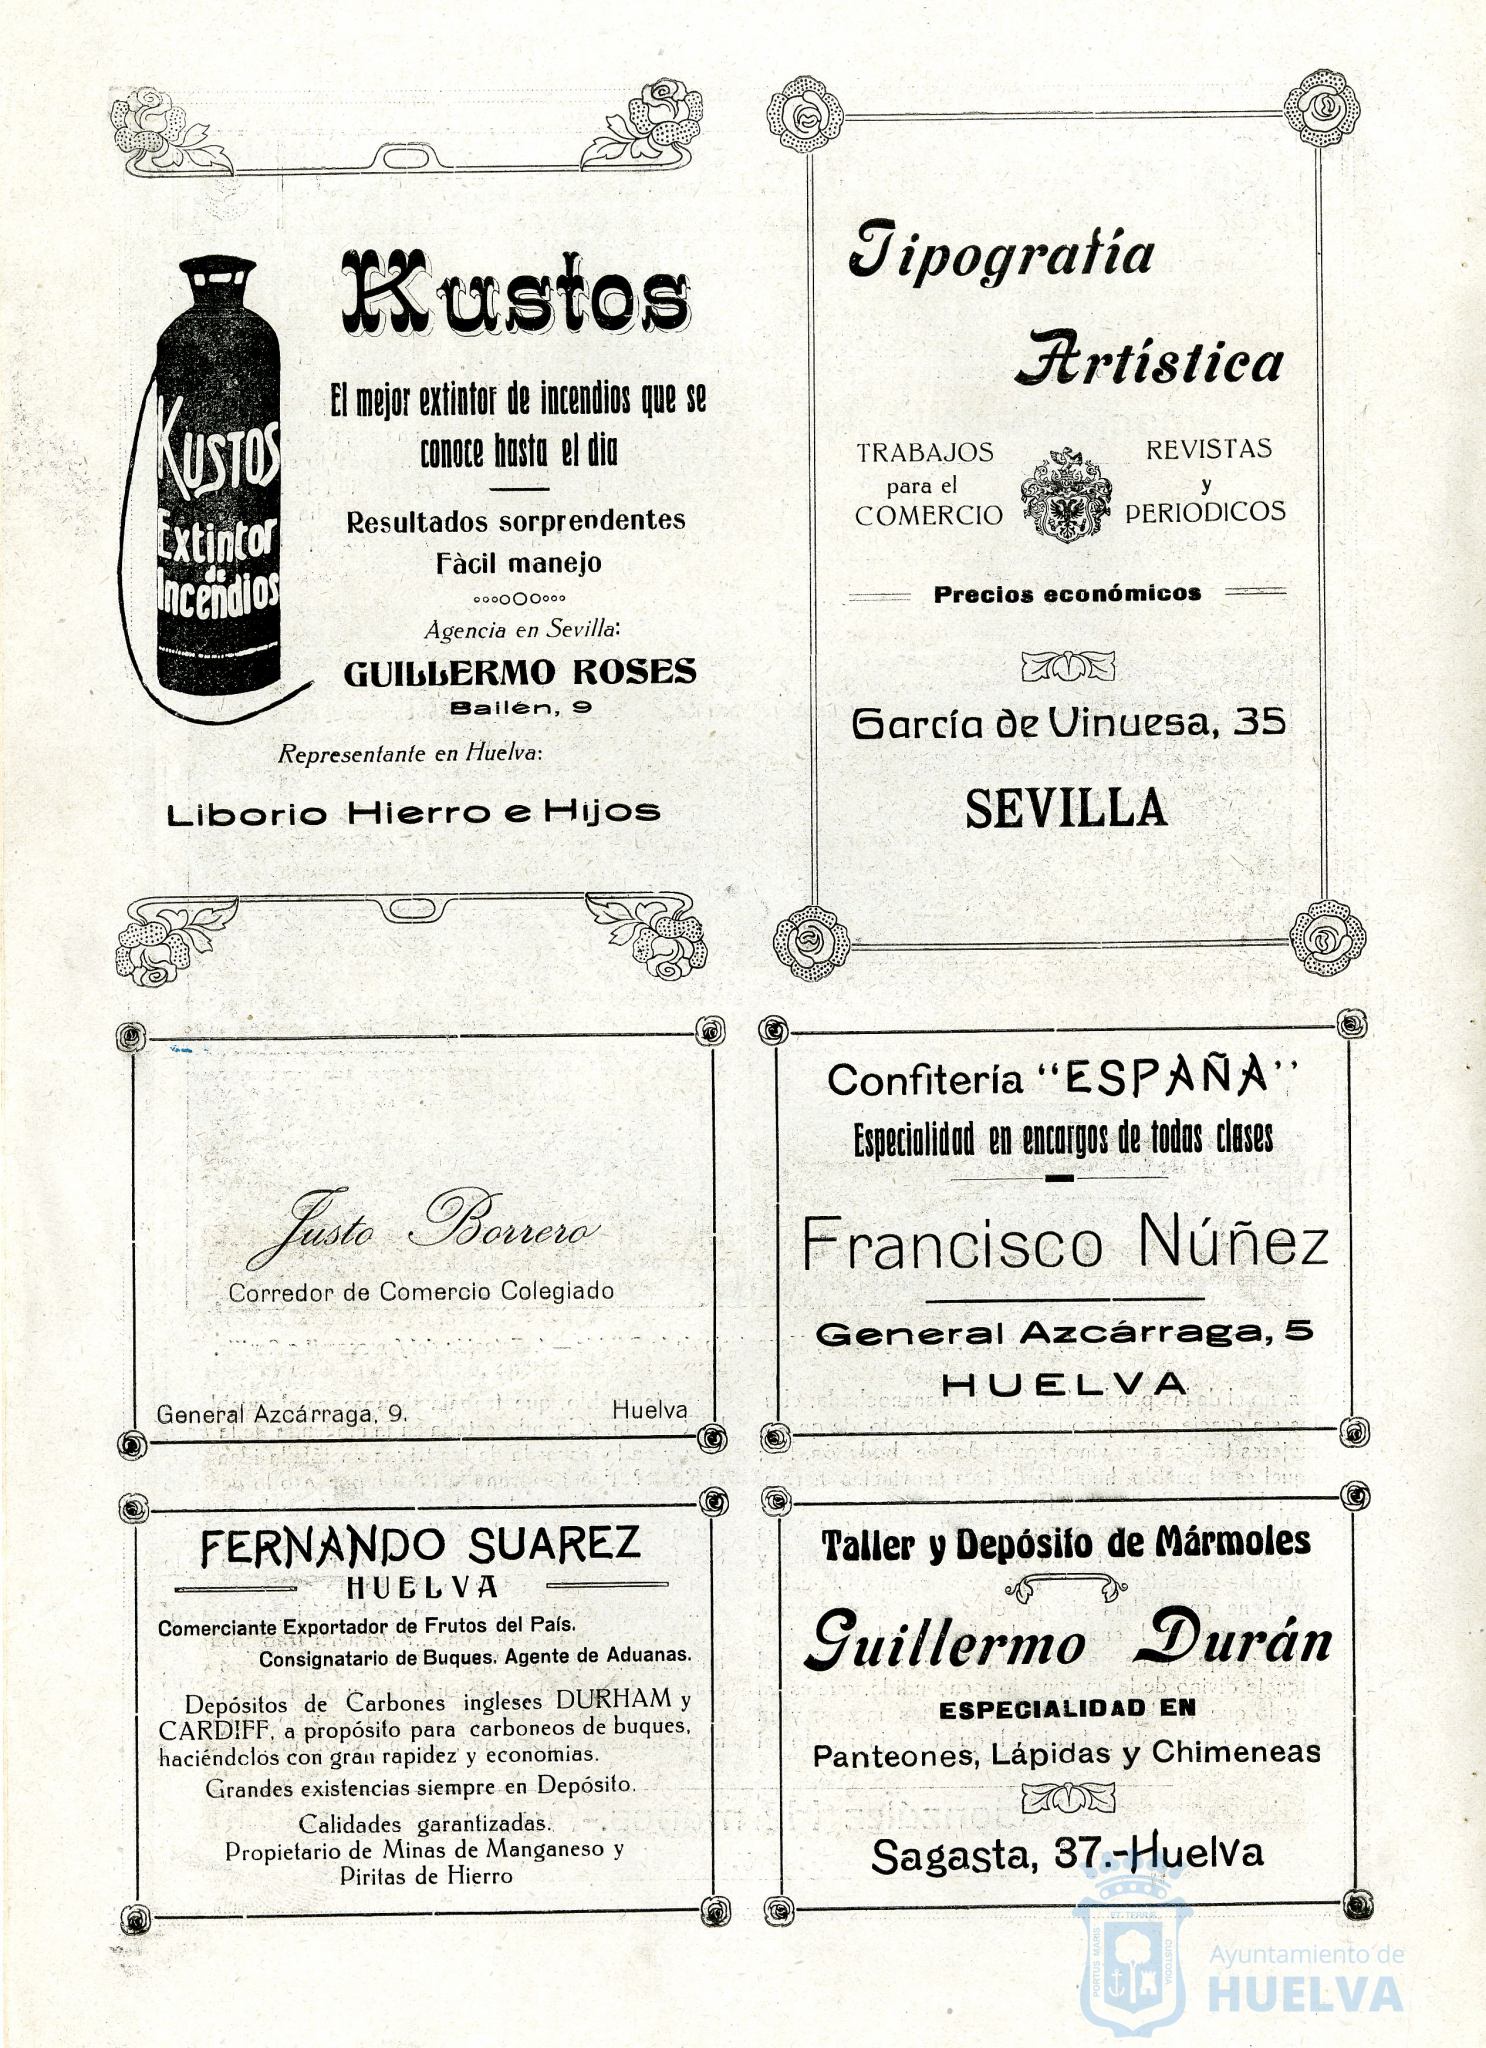 Kustos
El mejor extintor de incendios que se
conoce hasta el dia
Resultados sorprendentes
Fàcil manejo
Agencia en Sevilla:
GUILLERMO ROSES
Bailén, 9
Representante en Huelva:
Liborio Hierro e Hijos
KUSTOS
Extintor
de
Incendios
Tipografía
Artística
TRABAJOS
para el
COMERCIO
REVISTAS
y
PERIODICOS
Precios económicos
García de Vinuesa, 35
SEVILLA
Justo Borrero
Corredor de Comercio Colegiado
General Azcárraga, 9.
Huelva
Confitería "ESPAÑA"
Especialidad en encargos de todas clases
Francisco Núñez
General Azcárraga, 5
HUELVA
FERNANDO SUAREZ
HUELVA
Comerciante Exportador de Frutos del País.
Consignatario de Buques. Agente de Aduanas.
Depósitos de Carbones ingleses DURHAM y
CARDIFF, a propósito para carboneos de buques,
haciéndolos con gran rapidez y economias.
Grandes existencias siempre en Depósito.
Calidades garantizadas.
Propietario de Minas de Manganeso y
Piritas de Hierro
Taller y Depósito de Mármoles
Guillermo Durán
ESPECIALIDAD EN
Panteones, Lápidas y Chimeneas
Sagasta, 37.-Huelva
PORTUS MARIS
ET TERRÆ
CUSTODIA
Ayuntamiento de
HUELVA